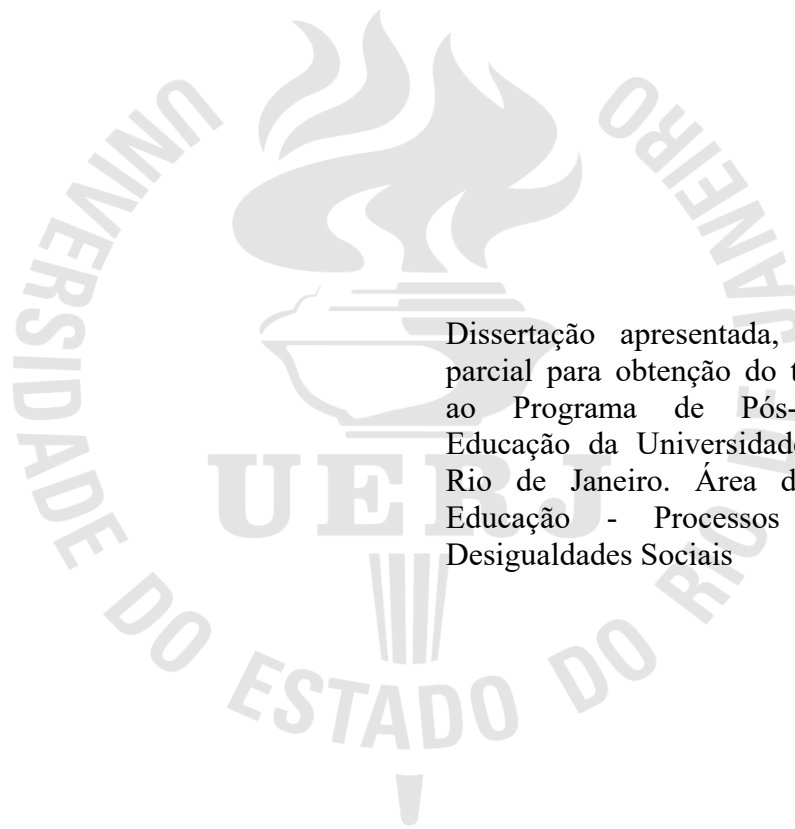 UNIVERSIDADE DO ESTADO DO RIO DE JANEIRO
UERJ
Dissertação apresentada,
parcial para obtenção do
ao Programa de Pós-
Educação da
Rio de Janeiro. Área
Educação - Processos
Desigualdades Sociais